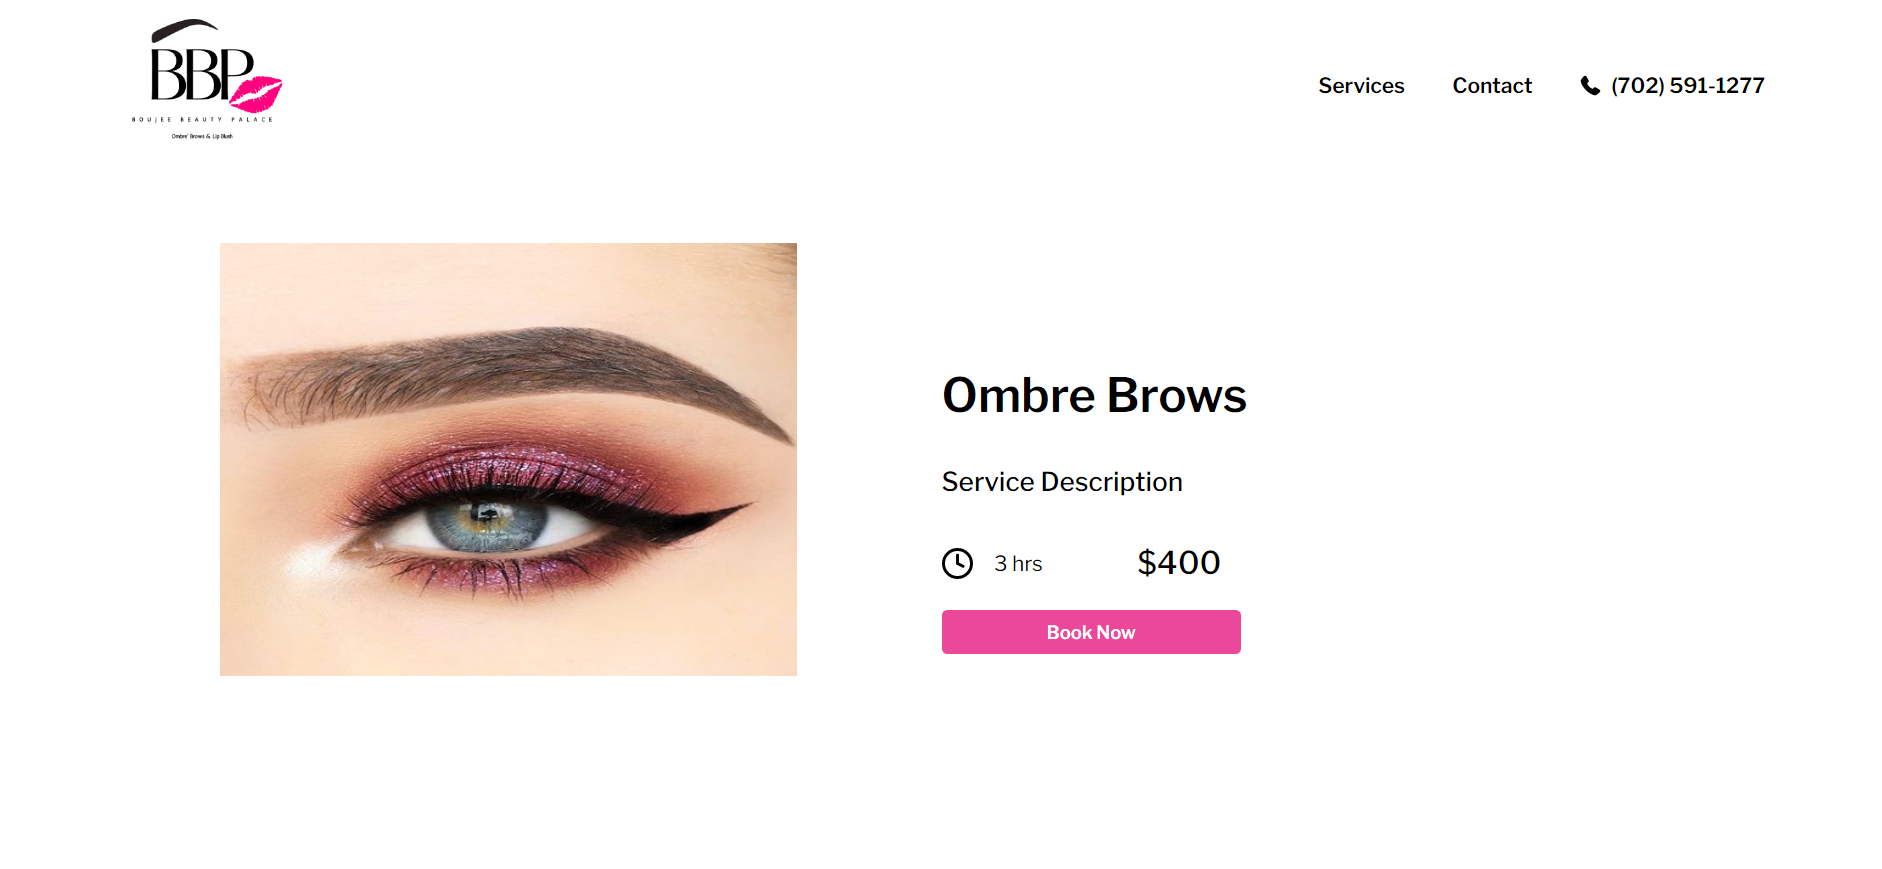 BBP
BOUJEE BEAUTY PALACE
Ombre' Brows & Lip Blush
Services
Contact
(702) 591-1277
Ombre Brows
Service Description
3 hrs
$400
Book Now